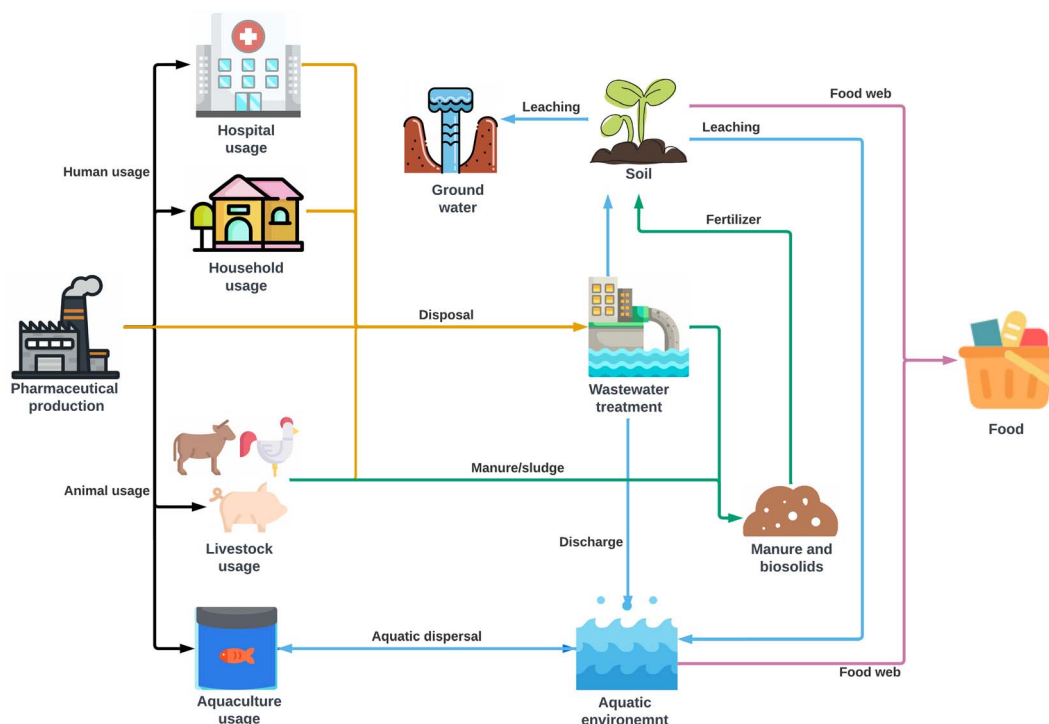 Hospital
usage
Human usage
Household
usage
Pharmaceutical
production
Animal usage
Livestock
usage
Aquaculture
usage
Leaching
Ground
water
Soil
Food web
Leaching
Fertilizer
Disposal
Wastewater
treatment
Manure/sludge
Discharge
Manure and
biosolids
Aquatic dispersal
Aquatic
environemnt
Food web
Food